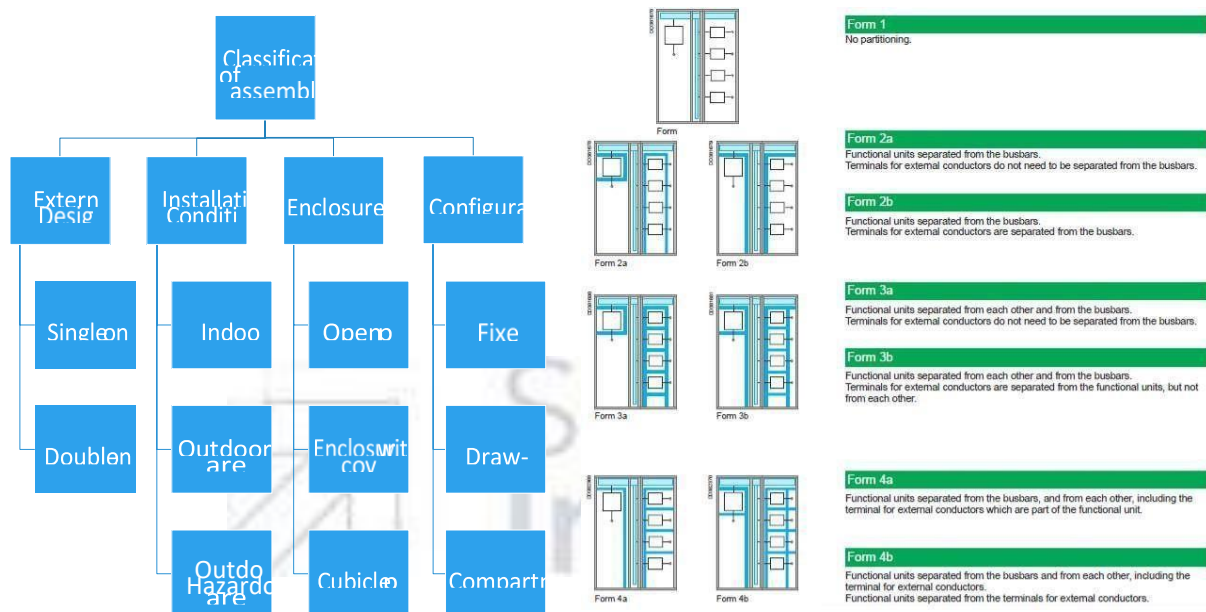 Classificat
of
assembl
Extern
Desig
Installati
Conditi
Enclosure
Configura
Single on
Indoo
Open o
Fixe
Double n
Outdoor
are
Enclosur wit
cov
Draw-
Outdo
Hazardo
are
Cubicle o
Compartr
Form
Form 2a
Form 2b
Form 3a
Form 3b
Form 4a
Form 4b
Form 1
No partitioning.
Form 2a
Functional units separated from the busbars.
Terminals for external conductors do not need to be separated from the busbars.
Form 2b
Functional units separated from the busbars.
Terminals for external conductors are separated from the busbars.
Form 3a
Functional units separated from each other and from the busbars.
Terminals for external conductors do not need to be separated from the busbars.
Form 3b
Functional units separated from each other and from the busbars.
Terminals for external conductors are separated from the functional units, but not
from each other.
Form 4a
Functional units separated from the busbars, and from each other, including the
terminal for external conductors which are part of the functional unit.
Form 4b
Functional units separated from the busbars and from each other, including the
terminal for external conductors.
Functional units separated from the terminals for external conductors.